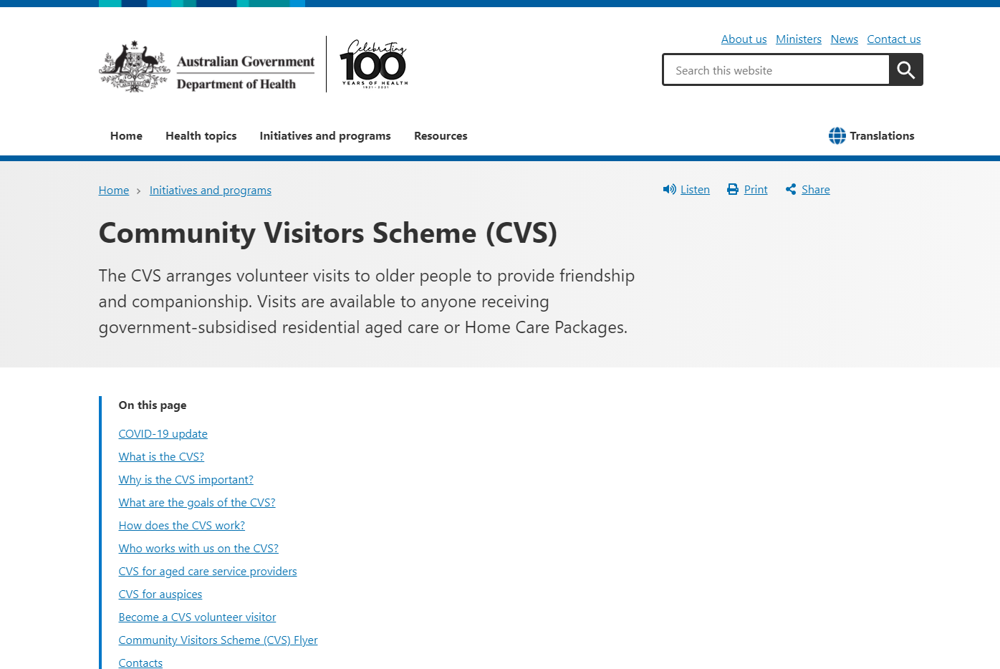 About us Ministers News Contact us
Australian Government
Department of Health
Celebrating
100
YEARS OF HEALTH
1921 - 2021
AUSTRALIA
Search this website
Home Health topics Initiatives and programs Resources Translations
Home Initiatives and programs Listen Print Share
Community Visitors Scheme (CVS)
The CVS arranges volunteer visits to older people to provide friendship
and companionship. Visits are available to anyone receiving
government-subsidised residential aged care or Home Care Packages.
On this page
COVID-19 update
What is the CVS?
Why is the CVS important?
What are the goals of the CVS?
How does the CVS work?
Who works with us on the CVS?
CVS for aged care service providers
CVS for auspices
Become a CVS volunteer visitor
Community Visitors Scheme (CVS) Flyer
Contacts